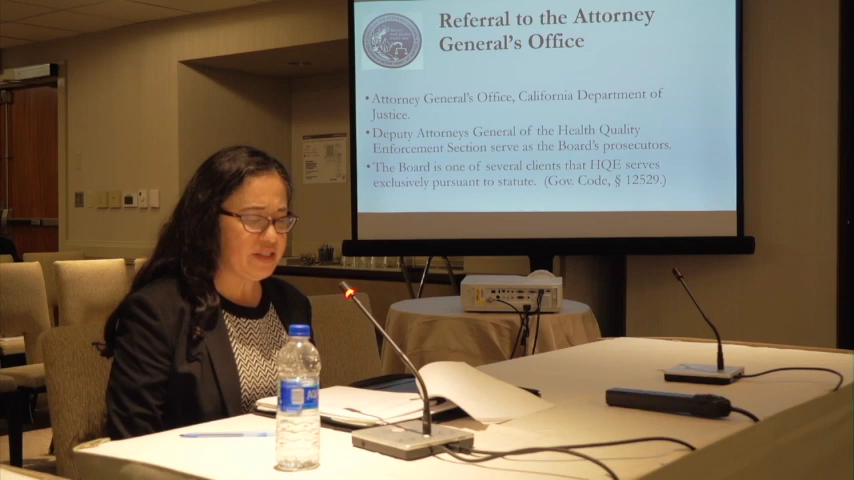 Referral to the Attorney
General's Office
• Attorney General's Office, California Department of
Justice.
• Deputy Attorneys General of the Health Quality
Enforcement Section serve as the Board's prosecutors.
• The Board is one of several clients that HQE serves
exclusively pursuant to statute. (Gov. Code, § 12529.)